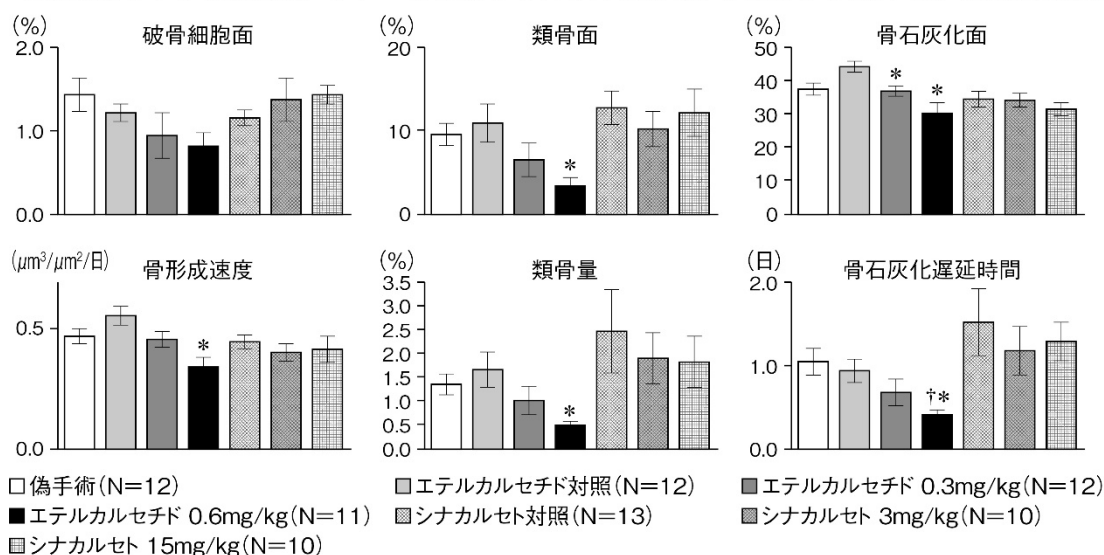 (%)
破骨細胞面
2.0
1.0
0.0
(%)
類骨面
20
10
0
*
(%)
骨石灰化面
50
40
30
20
10
0
*
*
(μm³/μm²/日)
骨形成速度
0.5
0.0
*
(%)
類骨量
3.5
3.0
2.5
2.0
1.5
1.0
0.5
0.0
*
(日)
骨石灰化遅延時間
2.0
1.0
0.0
†*
偽手術(N=12)
エテルカルセチド対照(N=12)
エテルカルセチド 0.3mg/kg(N=12)
エテルカルセチド 0.6mg/kg(N=11)
シナカルセト対照(N=13)
シナカルセト 3mg/kg(N=10)
シナカルセト 15mg/kg(N=10)